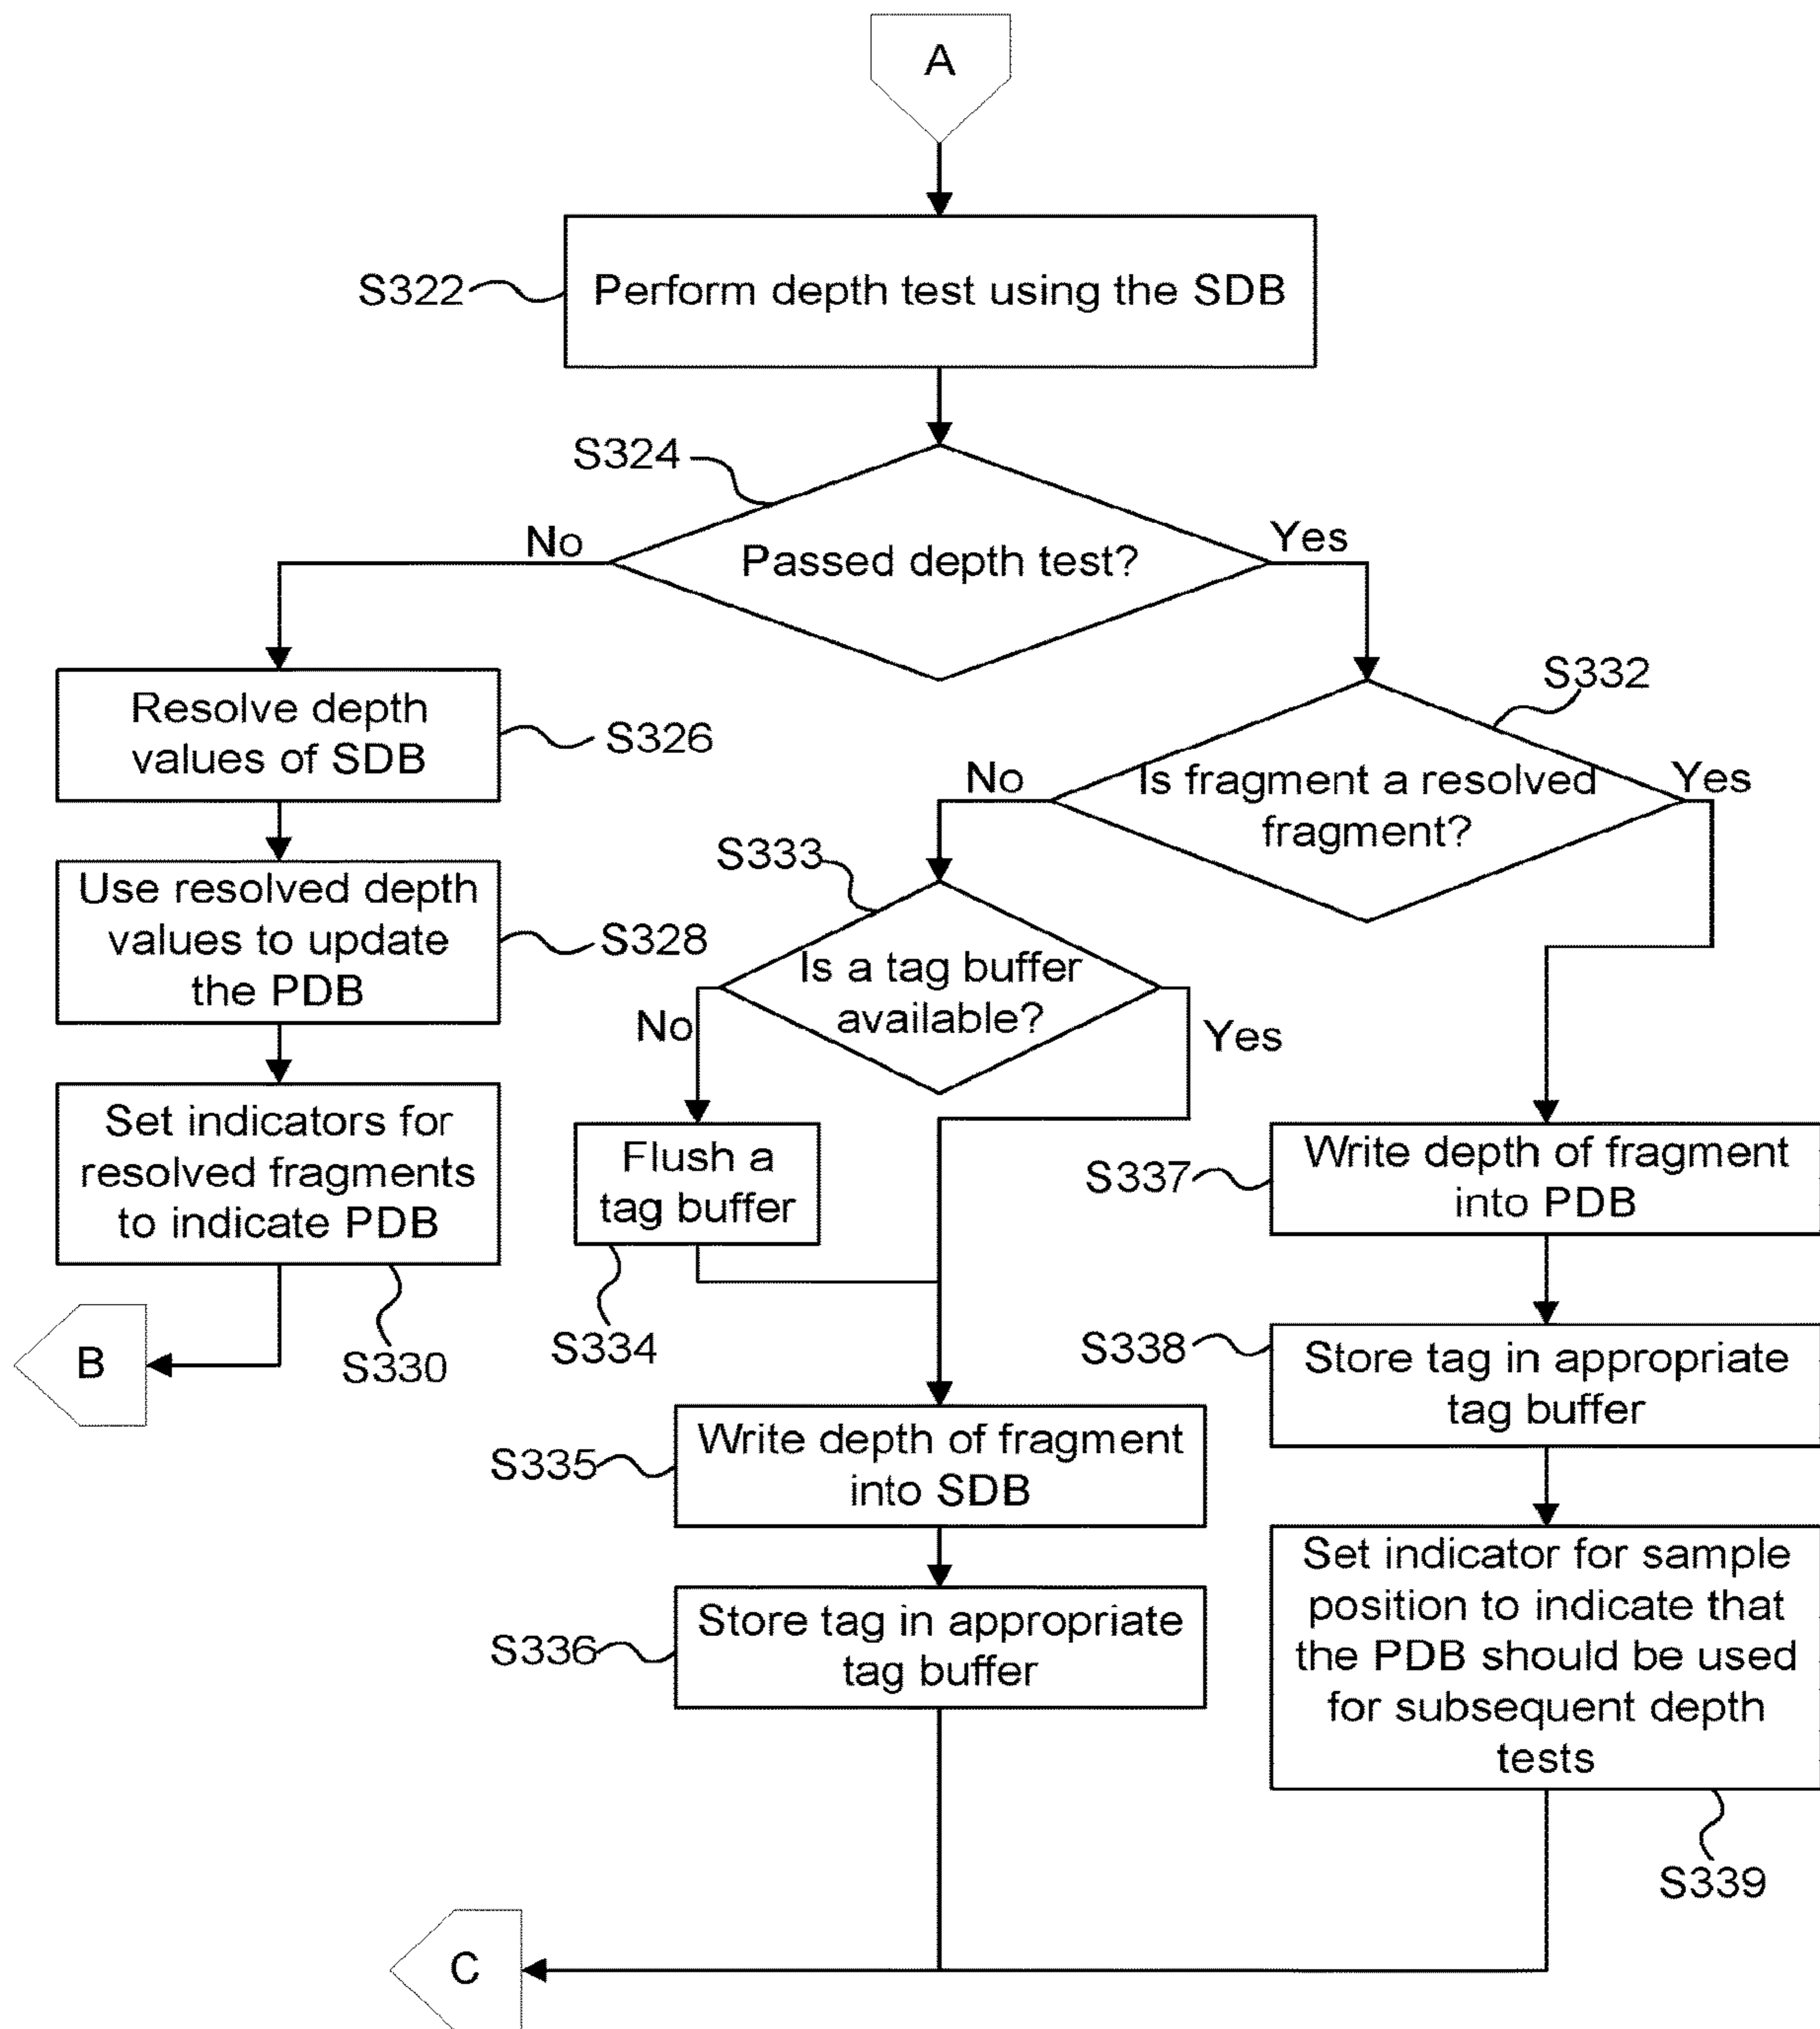 A
S322
Perform depth test using the SDB
S324
No
Passed depth test?
Yes
Resolve depth
values of SDB
S326
S332
No
Is fragment a resolved
fragment?
Yes
Use resolved depth
values to update
the PDB
S328
S333
Is a tag buffer
available?
No
Yes
Set indicators for
resolved fragments
to indicate PDB
S330
B
Flush a
tag buffer
S334
S337
Write depth of fragment
into PDB
S338
Store tag in appropriate
tag buffer
S335
Write depth of fragment
into SDB
S336
Store tag in appropriate
tag buffer
Set indicator for sample
position to indicate that
the PDB should be used
for subsequent depth
tests
S339
C